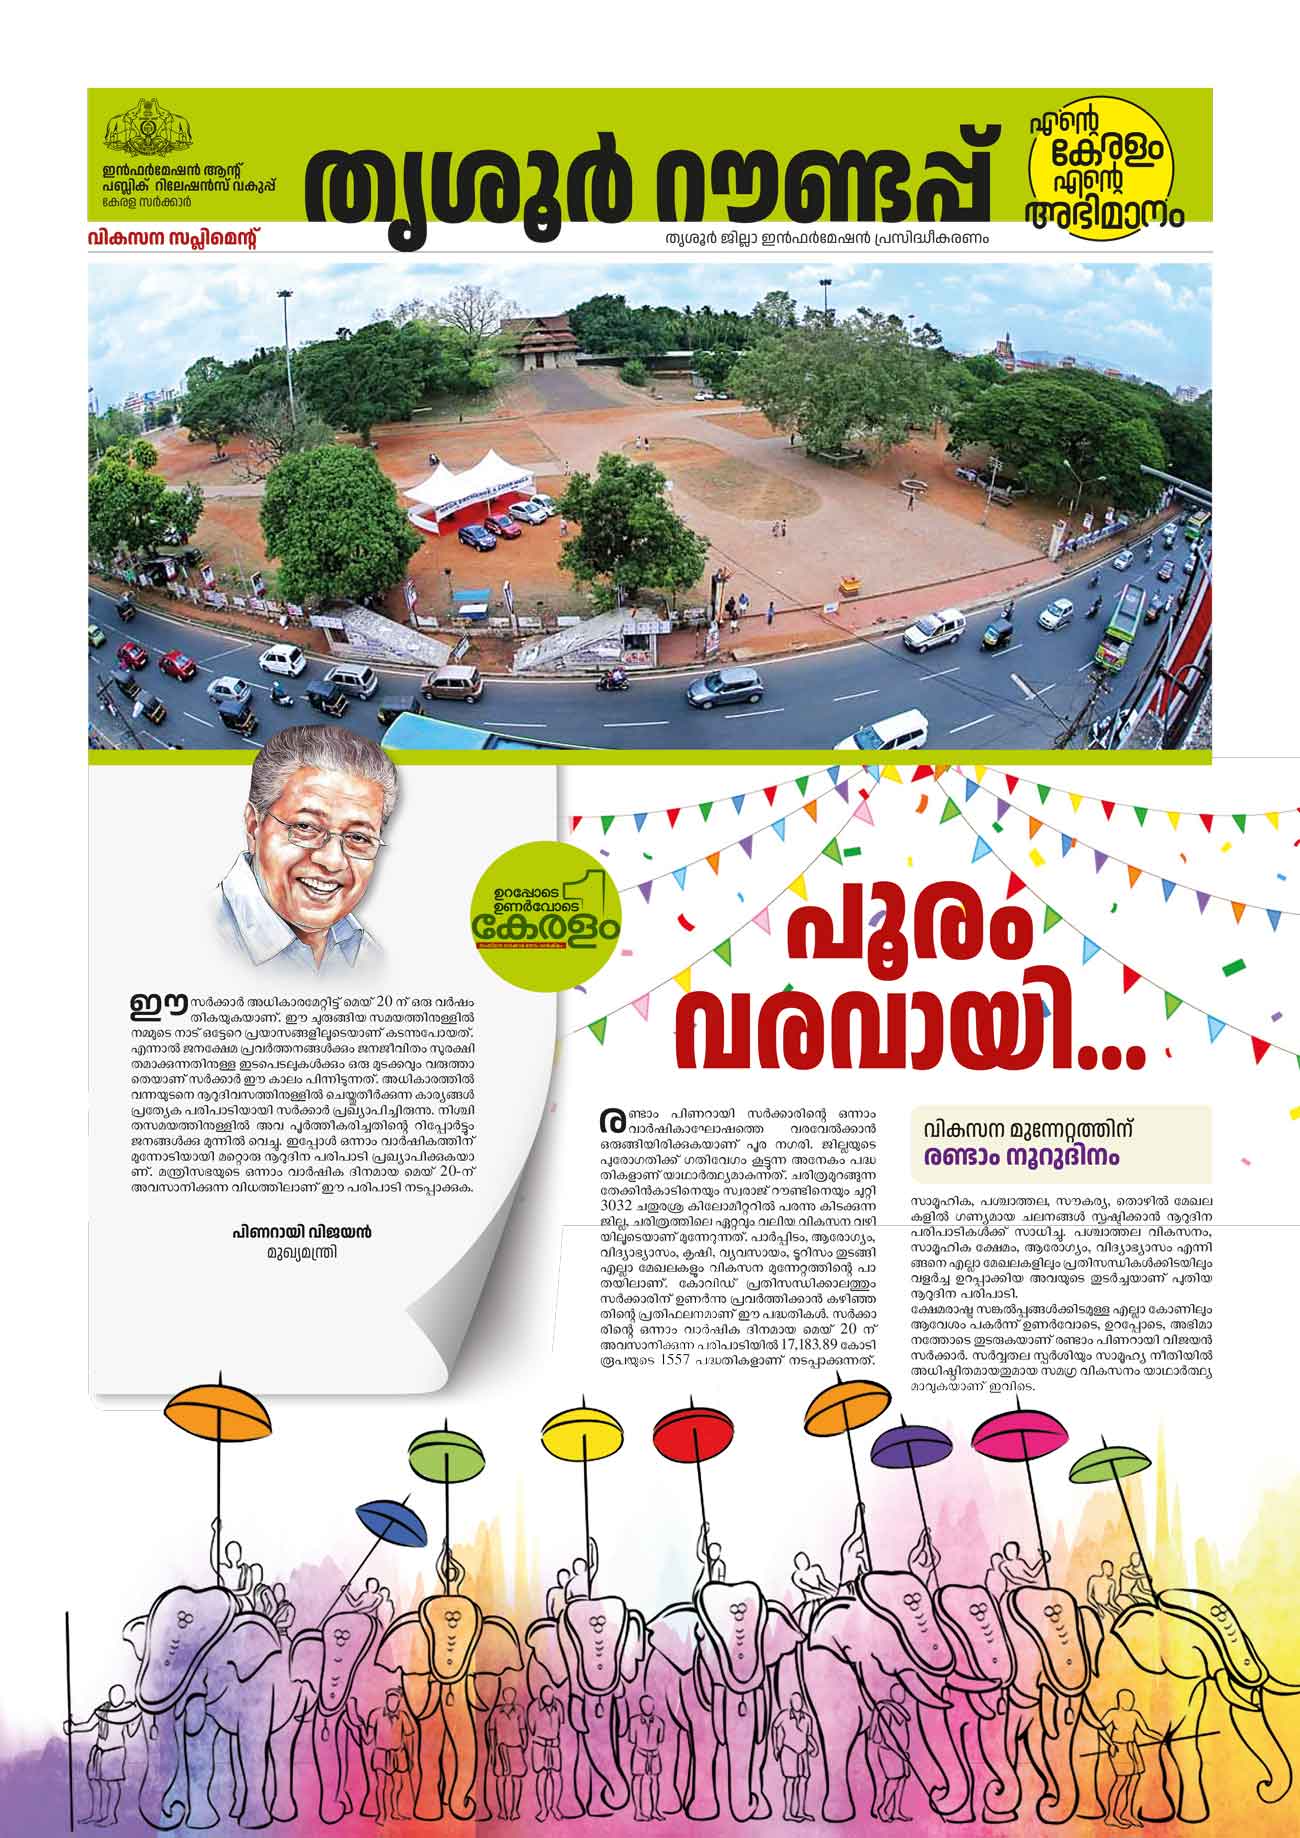 ഇൻഫർമേഷൻ ആന്റ്
പബ്ലിക് റിലേഷൻസ് വകുപ്പ്
കേരള സർക്കാർ
തൃശൂർ റൗണ്ടപ്പ്
എന്റെ
കേരളം
എന്റെ
അഭിമാനം
വികസന സപ്ലിമെന്റ്
തൃശൂർ ജില്ലാ ഇൻഫർമേഷൻ പ്രസിദ്ധീകരണം
ഉറപ്പോടെ
ഉണർവോടെ 1
കേരളം
ഈ സർക്കാർ അധികാരമേറ്റിട്ട് മെയ് 20 ന് ഒരു വർഷം
തികയുകയാണ്. ഈ ചുരുങ്ങിയ സമയത്തിനുള്ളിൽ
നമ്മുടെ നാട് ഒട്ടേറെ പ്രയാസങ്ങളിലൂടെയാണ് കടന്നുപോയത്.
എന്നാൽ ജനക്ഷേമ പ്രവർത്തനങ്ങൾക്കും ജനജീവിതം സുരക്ഷി
തമാക്കുന്നതിനുള്ള ഇടപെടലുകൾക്കും ഒരു മുടക്കവും വരുത്താ
തെയാണ് സർക്കാർ ഈ കാലം പിന്നിടുന്നത്. അധികാരത്തിൽ
വന്നയുടനെ നൂറുദിവസത്തിനുള്ളിൽ ചെയ്തുതീർക്കുന്ന കാര്യങ്ങൾ
പ്രത്യേക പരിപാടിയായി സർക്കാർ പ്രഖ്യാപിച്ചിരുന്നു. നിശ്ചി
തസമയത്തിനുള്ളിൽ അവ പൂർത്തീകരിച്ചതിന്റെ റിപ്പോർട്ടും
ജനങ്ങൾക്കു മുന്നിൽ വെച്ചു. ഇപ്പോൾ ഒന്നാം വാർഷികത്തിന്
മുന്നോടിയായി മറ്റൊരു നൂറുദിന പരിപാടി പ്രഖ്യാപിക്കുകയാ
ണ്. മന്ത്രിസഭയുടെ ഒന്നാം വാർഷിക ദിനമായ മെയ് 20-ന്
അവസാനിക്കുന്ന വിധത്തിലാണ് ഈ പരിപാടി നടപ്പാക്കുക.
പിണറായി വിജയൻ
മുഖ്യമന്ത്രി
പൂരം
വരവായി...
രണ്ടാം പിണറായി സർക്കാരിന്റെ ഒന്നാം
വാർഷികാഘോഷത്തെ വരവേൽക്കാൻ
ഒരുങ്ങിയിരിക്കുകയാണ് പൂര നഗരി. ജില്ലയുടെ
പുരോഗതിക്ക് ഗതിവേഗം കൂട്ടുന്ന അനേകം പദ്ധ
തികളാണ് യാഥാർത്ഥ്യമാകുന്നത്. ചരിത്രമുറങ്ങുന്ന
തേക്കിൻകാടിനെയും സ്വരാജ് റൗണ്ടിനെയും ചുറ്റി
3032 ചതുരശ്ര കിലോമീറ്ററിൽ പരന്നു കിടക്കുന്ന
ജില്ല, ചരിത്രത്തിലെ ഏറ്റവും വലിയ വികസന വഴി
യിലൂടെയാണ് മുന്നേറുന്നത്. പാർപ്പിടം, ആരോഗ്യം,
വിദ്യാഭ്യാസം, കൃഷി, വ്യവസായം, ടൂറിസം തുടങ്ങി
എല്ലാ മേഖലകളും വികസന മുന്നേറ്റത്തിന്റെ പാ
തയിലാണ്. കോവിഡ് പ്രതിസന്ധിക്കാലത്തും
സർക്കാരിന് ഉണർന്നു പ്രവർത്തിക്കാൻ കഴിഞ്ഞ
തിന്റെ പ്രതിഫലനമാണ് ഈ പദ്ധതികൾ. സർക്കാ
രിന്റെ ഒന്നാം വാർഷിക ദിനമായ മെയ് 20 ന്
അവസാനിക്കുന്ന പരിപാടിയിൽ 17,183.89 കോടി
രൂപയുടെ 1557 പദ്ധതികളാണ് നടപ്പാക്കുന്നത്.
വികസന മുന്നേറ്റത്തിന്
രണ്ടാം നൂറുദിനം
സാമൂഹിക, പശ്ചാത്തല, സൗകര്യ, തൊഴിൽ മേഖല
കളിൽ ഗണ്യമായ ചലനങ്ങൾ സൃഷ്ടിക്കാൻ നൂറുദിന
പരിപാടികൾക്ക് സാധിച്ചു. പശ്ചാത്തല വികസനം,
സാമൂഹിക ക്ഷേമം, ആരോഗ്യം, വിദ്യാഭ്യാസം എന്നി
ങ്ങനെ എല്ലാ മേഖലകളിലും പ്രതിസന്ധികൾക്കിടയിലും
വളർച്ച ഉറപ്പാക്കിയ അവയുടെ തുടർച്ചയാണ് പുതിയ
നൂറുദിന പരിപാടി.
ക്ഷേമരാഷ്ട്ര സങ്കൽപ്പങ്ങൾക്കിടമുള്ള എല്ലാ കോണിലും
ആവേശം പകർന്ന് ഉണർവോടെ, ഉറപ്പോടെ, അഭിമാ
നത്തോടെ തുടരുകയാണ് രണ്ടാം പിണറായി വിജയൻ
സർക്കാർ. സർവ്വതല സ്പർശിയും സാമൂഹ്യ നീതിയിൽ
അധിഷ്ഠിതമായതുമായ സമഗ്ര വികസനം യാഥാർത്ഥ്യ
മാവുകയാണ് ഇവിടെ.